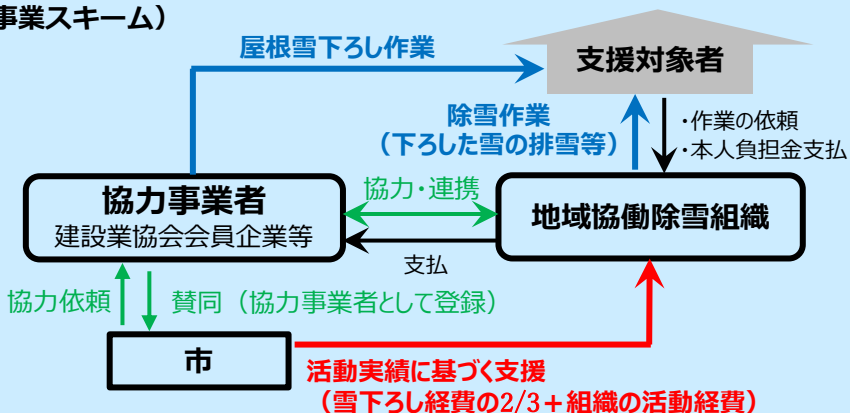 事業スキーム）
屋根雪下ろし作業
支援対象者
除雪作業
（下ろした雪の排雪等）
・作業の依頼
・本人負担金支払
協力事業者
建設業協会会員企業等
協力・連携
地域協働除雪組織
支払
協力依頼
賛同（協力事業者として登録）
市
活動実績に基づく支援
（雪下ろし経費の2/3＋組織の活動経費）